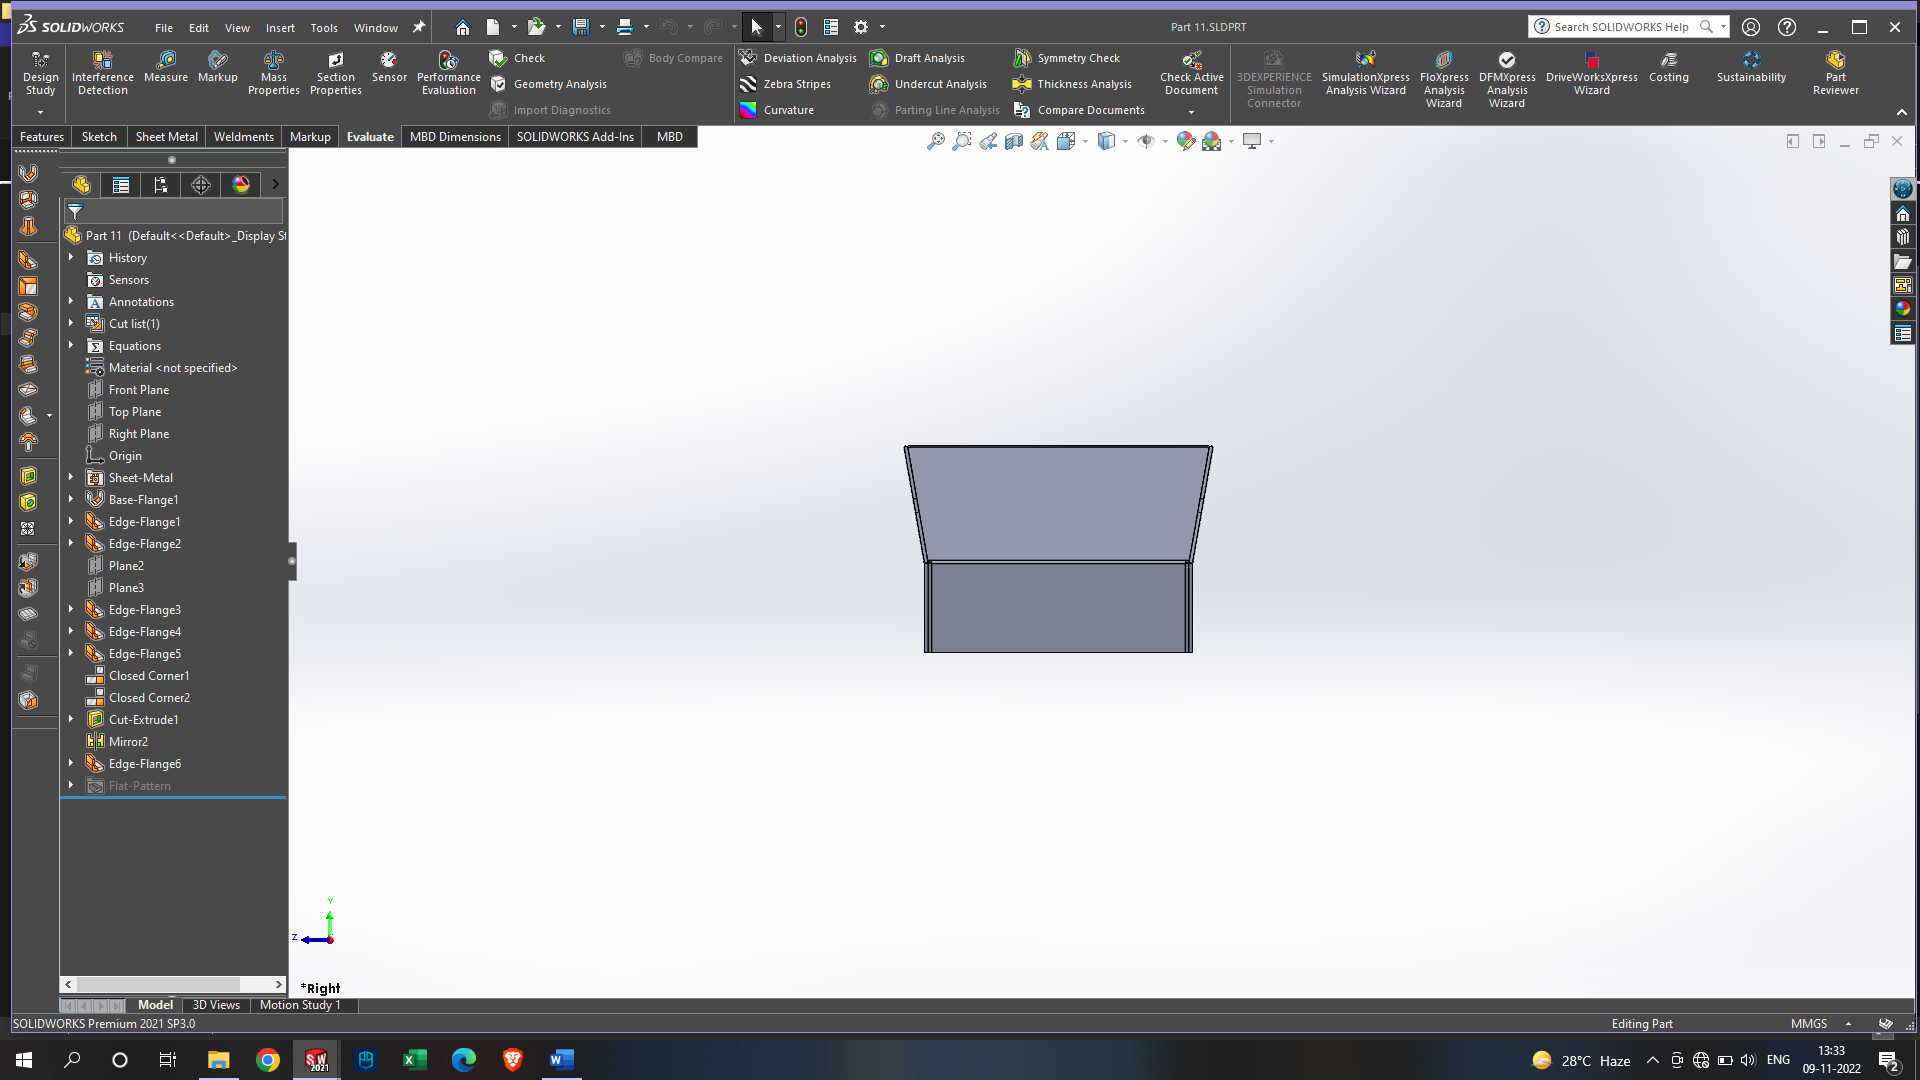 SOLIDWORKS
File Edit View Insert Tools Window
Part 11.SLDPRT
Search SOLIDWORKS Help
Design Study
Interference Detection
Measure
Markup
Mass Properties
Section Properties
Sensor
Performance Evaluation
Check
Geometry Analysis
Import Diagnostics
Body Compare
Deviation Analysis
Zebra Stripes
Curvature
Draft Analysis
Undercut Analysis
Parting Line Analysis
Symmetry Check
Thickness Analysis
Compare Documents
Check Active Document
3DEXPERIENCE Simulation Connector
SimulationXpress Analysis Wizard
FloXpress Analysis Wizard
DFMXpress Analysis Wizard
DriveWorksXpress Wizard
Costing
Sustainability
Part Reviewer
Features Sketch Sheet Metal Weldments Markup Evaluate MBD Dimensions SOLIDWORKS Add-Ins MBD
Part 11 (Default<<Default>_Display St
History
Sensors
Annotations
Cut list(1)
Equations
Material <not specified>
Front Plane
Top Plane
Right Plane
Origin
Sheet-Metal
Base-Flange1
Edge-Flange1
Edge-Flange2
Plane2
Plane3
Edge-Flange3
Edge-Flange4
Edge-Flange5
Closed Corner1
Closed Corner2
Cut-Extrude1
Mirror2
Edge-Flange6
Flat-Pattern
Y
Z
*Right
Model 3D Views Motion Study 1
SOLIDWORKS Premium 2021 SP3.0
Editing Part
MMGS
SW 2021
28°C Haze
ENG
13:33
09-11-2022
2